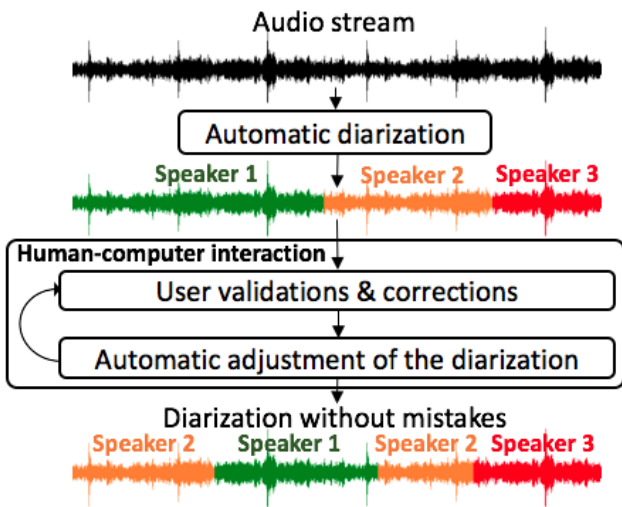 Audio stream
Automatic diarization
Speaker 1 Speaker 2 Speaker 3
Human-computer interaction
User validations & corrections
Automatic adjustment of the diarization
Diarization without mistakes
Speaker 2 Speaker 1 Speaker 2 Speaker 3